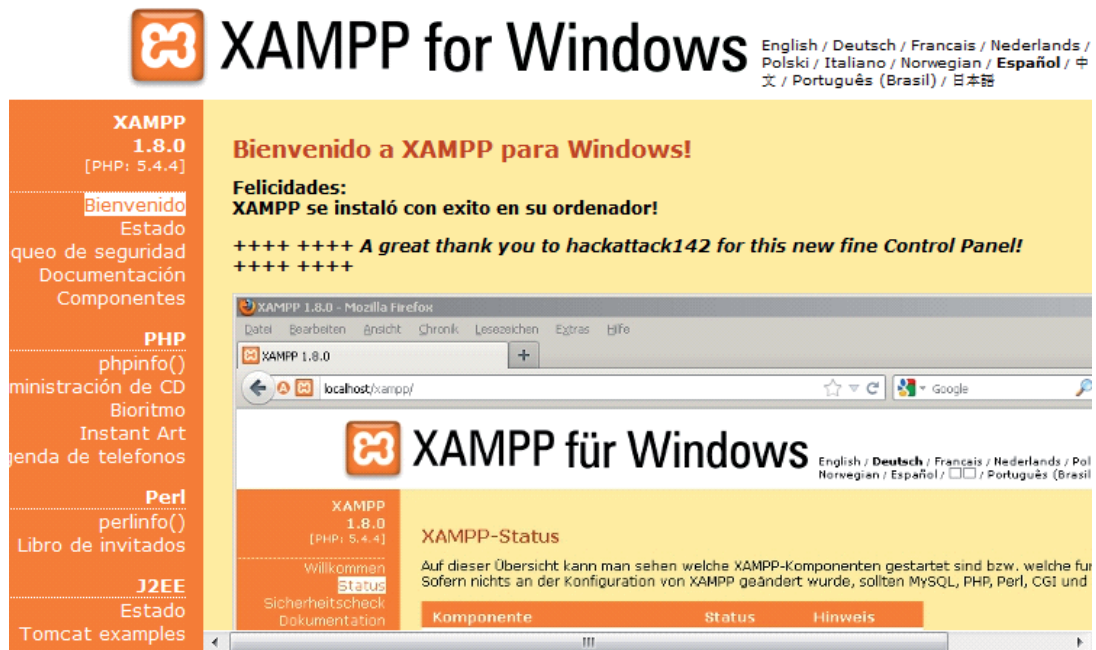 XAMPP for Windows
English / Deutsch / Francais / Nederlands /
Polski / Italiano / Norwegian / Español / 中
文 / Português (Brasil) / 日本語
XAMPP
1.8.0
[PHP: 5.4.4]
Bienvenido
Estado
queo de seguridad
Documentación
Componentes
PHP
phpinfo()
ministración de CD
Bioritmo
Instant Art
genda de telefonos
Perl
perlinfo()
Libro de invitados
J2EE
Estado
Tomcat examples
Bienvenido a XAMPP para Windows!
Felicidades:
XAMPP se instaló con exito en su ordenador!
++++ ++++ A great thank you to hackattack142 for this new fine Control Panel!
++++ ++++
XAMPP 1.8.0 - Mozilla Firefox
Datei Bearbeiten Ansicht Chronik Lesezeichen Extras Hilfe
XAMPP 1.8.0
localhost/xampp/
Google
XAMPP für Windows
English / Deutsch / Francais / Nederlands / Pol
Norwegian / Español / □□ / Português (Brasil
XAMPP
1.8.0
[PHP: 5.4.4]
Willkommen
Status
Sicherheitscheck
Dokumentation
XAMPP-Status
Auf dieser Übersicht kann man sehen welche XAMPP-Komponenten gestartet sind bzw. welche fur
Sofern nichts an der Konfiguration von XAMPP geändert wurde, sollten MySQL, PHP, Perl, CGI und
Komponente Status Hinweis